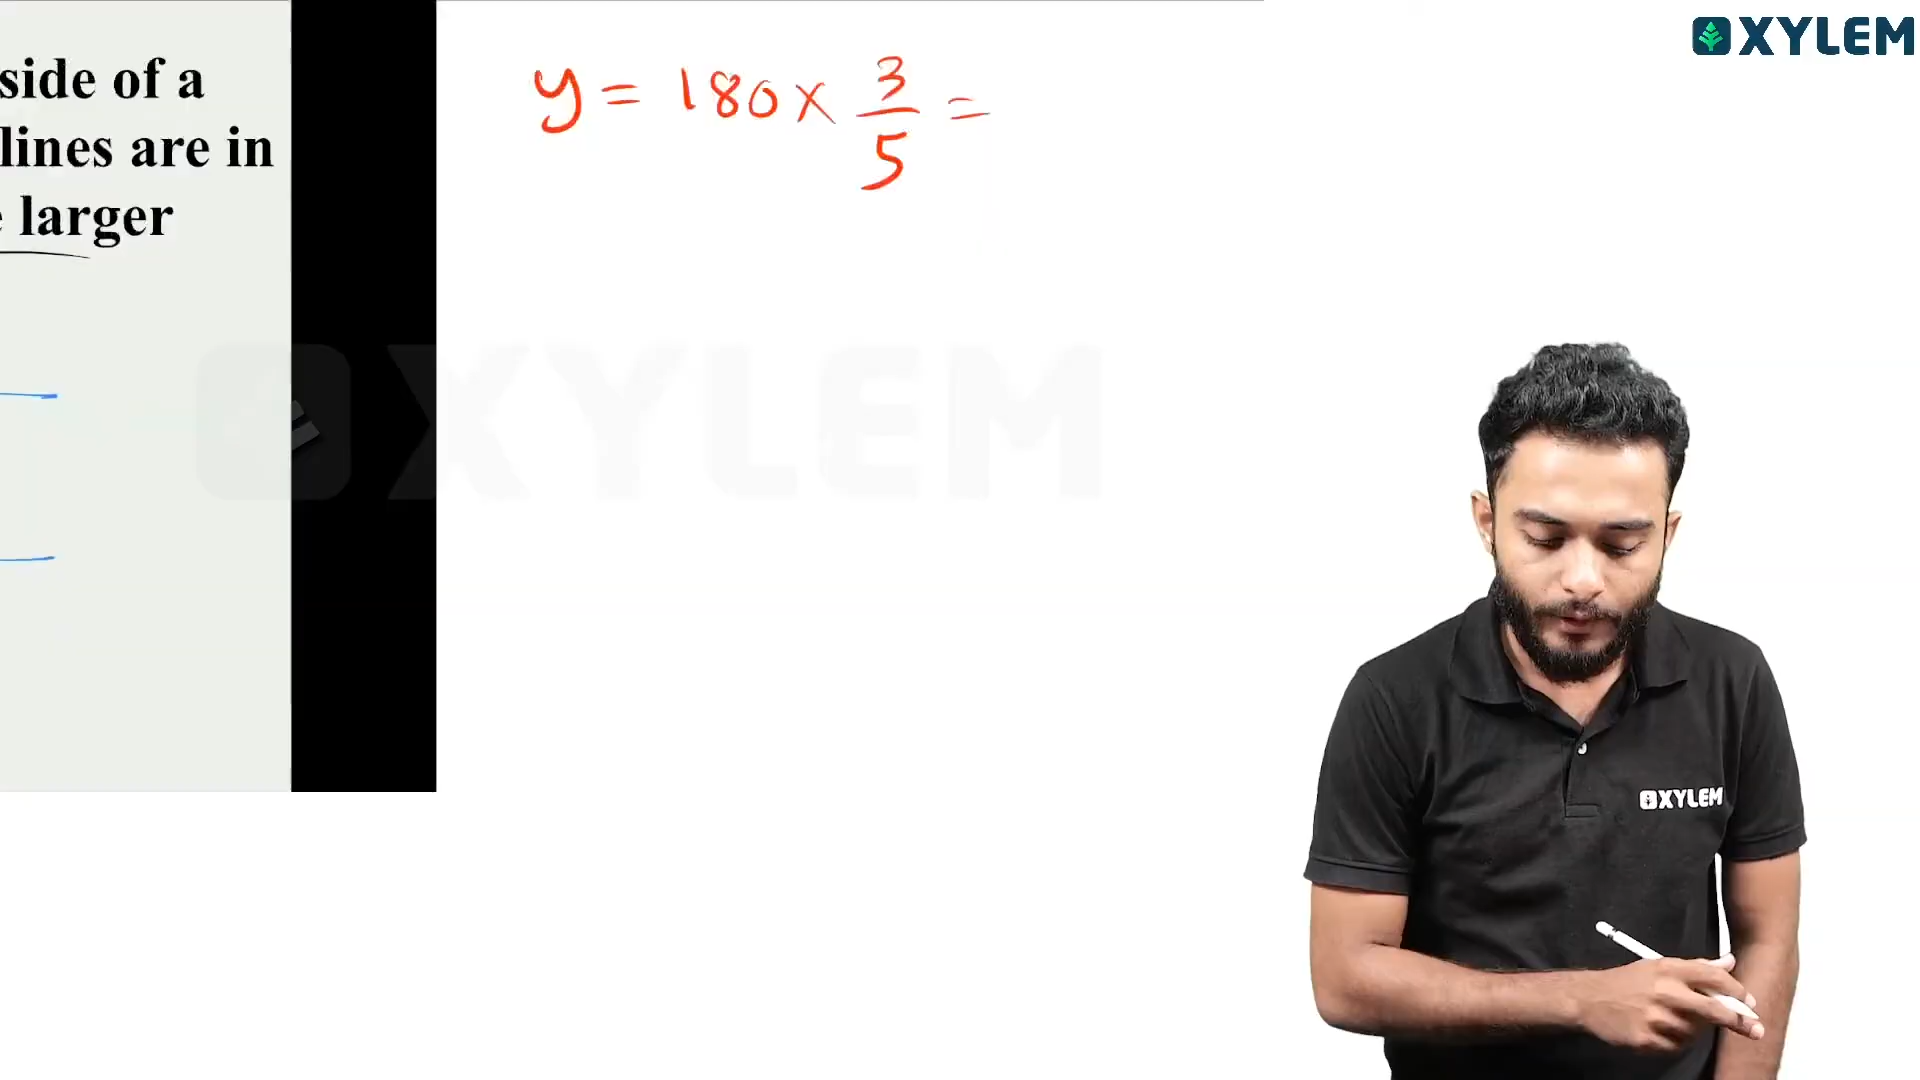 XYLEM
side of a
lines are in
larger
y = 180 × 3/5 =
XYLEM
XYLEM